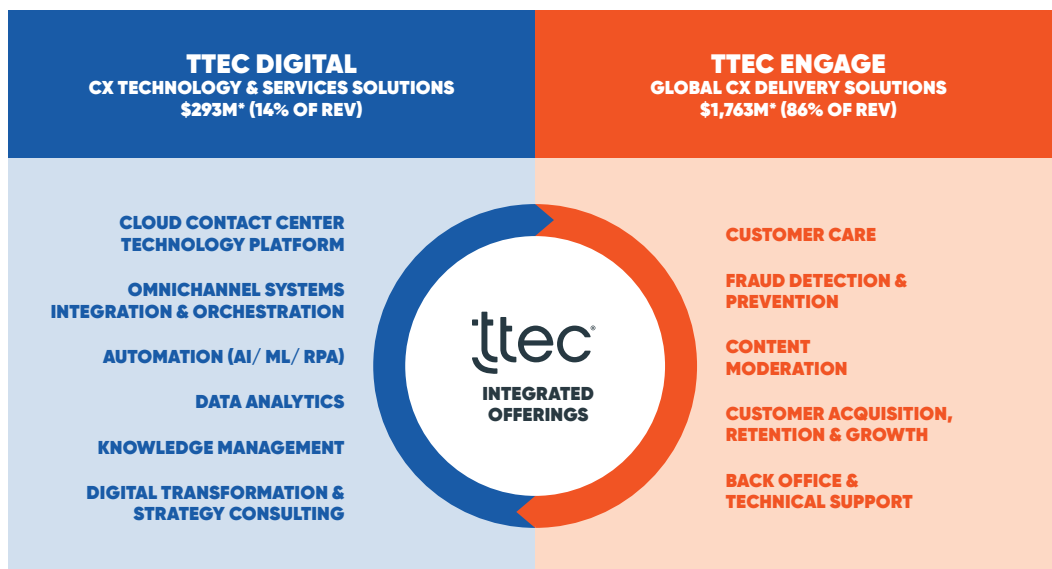 TTEC DIGITAL
CX TECHNOLOGY & SERVICES SOLUTIONS
$293M* (14% OF REV)
TTEC ENGAGE
GLOBAL CX DELIVERY SOLUTIONS
$1,763M* (86% OF REV)
CLOUD CONTACT CENTER
TECHNOLOGY PLATFORM
OMNICHANNEL SYSTEMS
INTEGRATION & ORCHESTRATION
AUTOMATION (AI/ ML/ RPA)
DATA ANALYTICS
KNOWLEDGE MANAGEMENT
DIGITAL TRANSFORMATION &
STRATEGY CONSULTING
ttec®
INTEGRATED
OFFERINGS
CUSTOMER CARE
FRAUD DETECTION &
PREVENTION
CONTENT
MODERATION
CUSTOMER ACQUISITION,
RETENTION & GROWTH
BACK OFFICE &
TECHNICAL SUPPORT